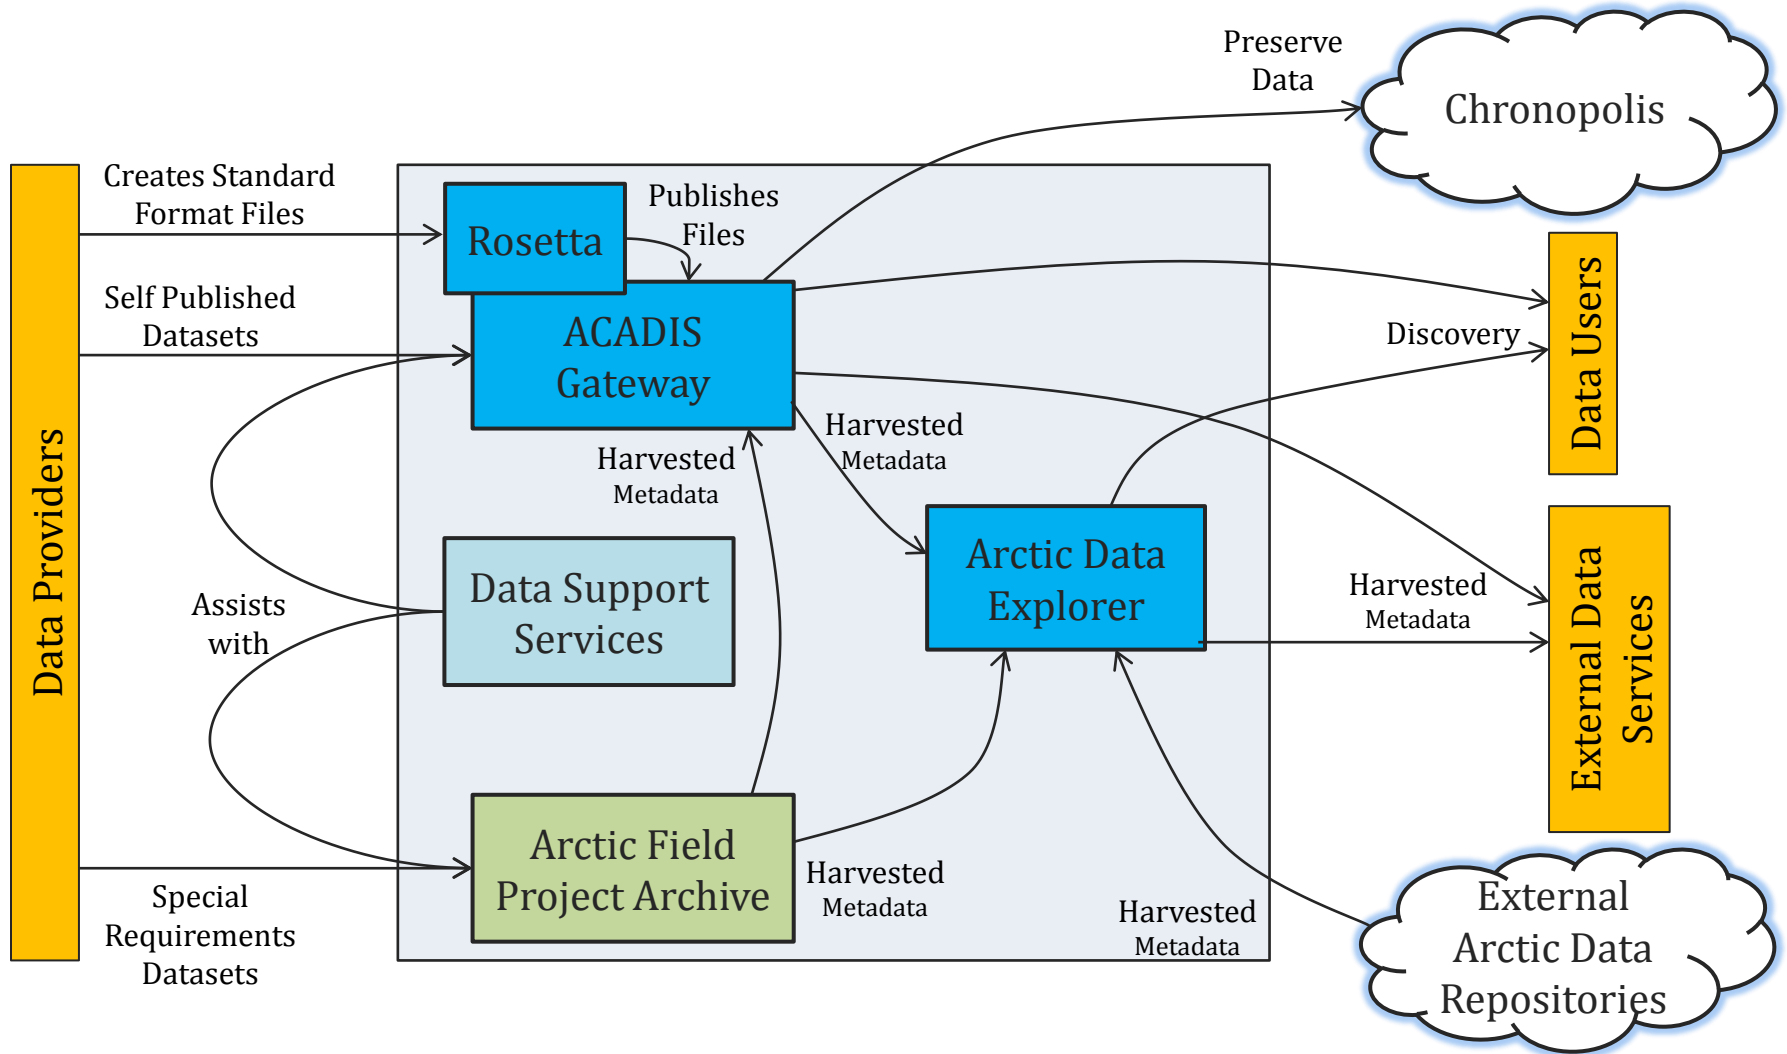 Preserve
Data
Chronopolis
Creates Standard
Format Files
Publishes
Files
Rosetta
Self Published
Datasets
ACADIS
Gateway
Discovery
Data Users
Harvested
Metadata
Harvested
Metadata
Data Providers
Arctic Data
Explorer
Data Support
Services
Assists
with
Harvested
Metadata
External Data
Services
Arctic Field
Project Archive
Harvested
Metadata
Special
Requirements
Datasets
Harvested
Metadata
External
Arctic Data
Repositories